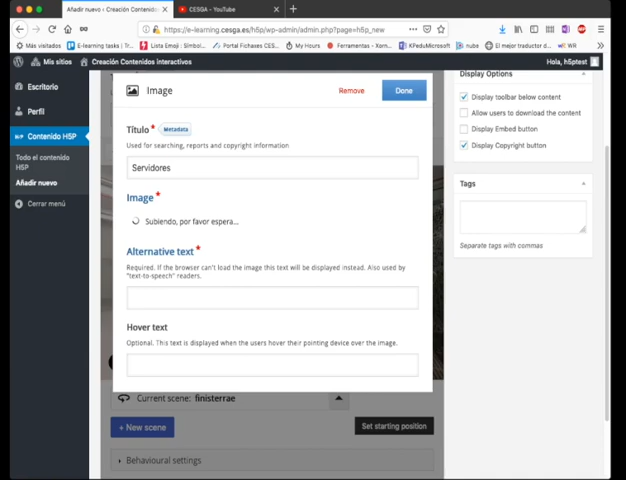 Añadir nuevo ‹ Creación Contenidos
CESGA - YouTube
https://e-learning.cesga.es/h5p/wp-admin/admin.php?page=h5p_new
Más visitados
E-learning tasks | Tr...
Lista Emoji : Símbol...
Portal Fichaxes CES...
My Hours
Ferramentas - Xorn...
KPeduMicrosoft
nube
El mejor traductor d...
WR
Mis sitios
Creación Contenidos interactivos
Hola, h5ptest
Escritorio
Perfil
Contenido H5P
Todo el contenido
H5P
Añadir nuevo
Cerrar menú
Image
Remove
Done
Título *
Metadata
Used for searching, reports and copyright information
Servidores
Image *
Subiendo, por favor espera...
Alternative text *
Required. If the browser can't load the image this text will be displayed instead. Also used by
"text-to-speech" readers.
Hover text
Optional. This text is displayed when the users hover their pointing device over the image.
Current scene: finisterrae
+ New scene
Set starting position
Behavioural settings
Display Options
Display toolbar below content
Allow users to download the content
Display Embed button
Display Copyright button
Tags
Separate tags with commas